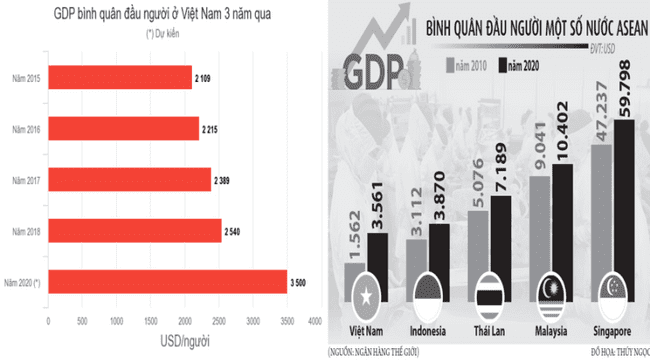 GDP bình quân đầu người ở Việt Nam 3 năm qua
(*) Dự kiến
Năm 2015
2 109
Năm 2016
2 215
Năm 2017
2 389
Năm 2018
2 540
Năm 2020 (*)
3 500
0 500 1000 1500 2000 2500 3000 3500 4000
USD/người
GDP
BÌNH QUÂN ĐẦU NGƯỜI MỘT SỐ NƯỚC ASEAN
ĐVT: USD
năm 2010 năm 2020
1.562 3.561
3.112 3.870
5.076 7.189
9.041 10.402
47.237 59.798
Việt Nam Indonesia Thái Lan Malaysia Singapore
(NGUỒN: NGÂN HÀNG THẾ GIỚI) ĐỒ HỌA: THÚY NGỌC